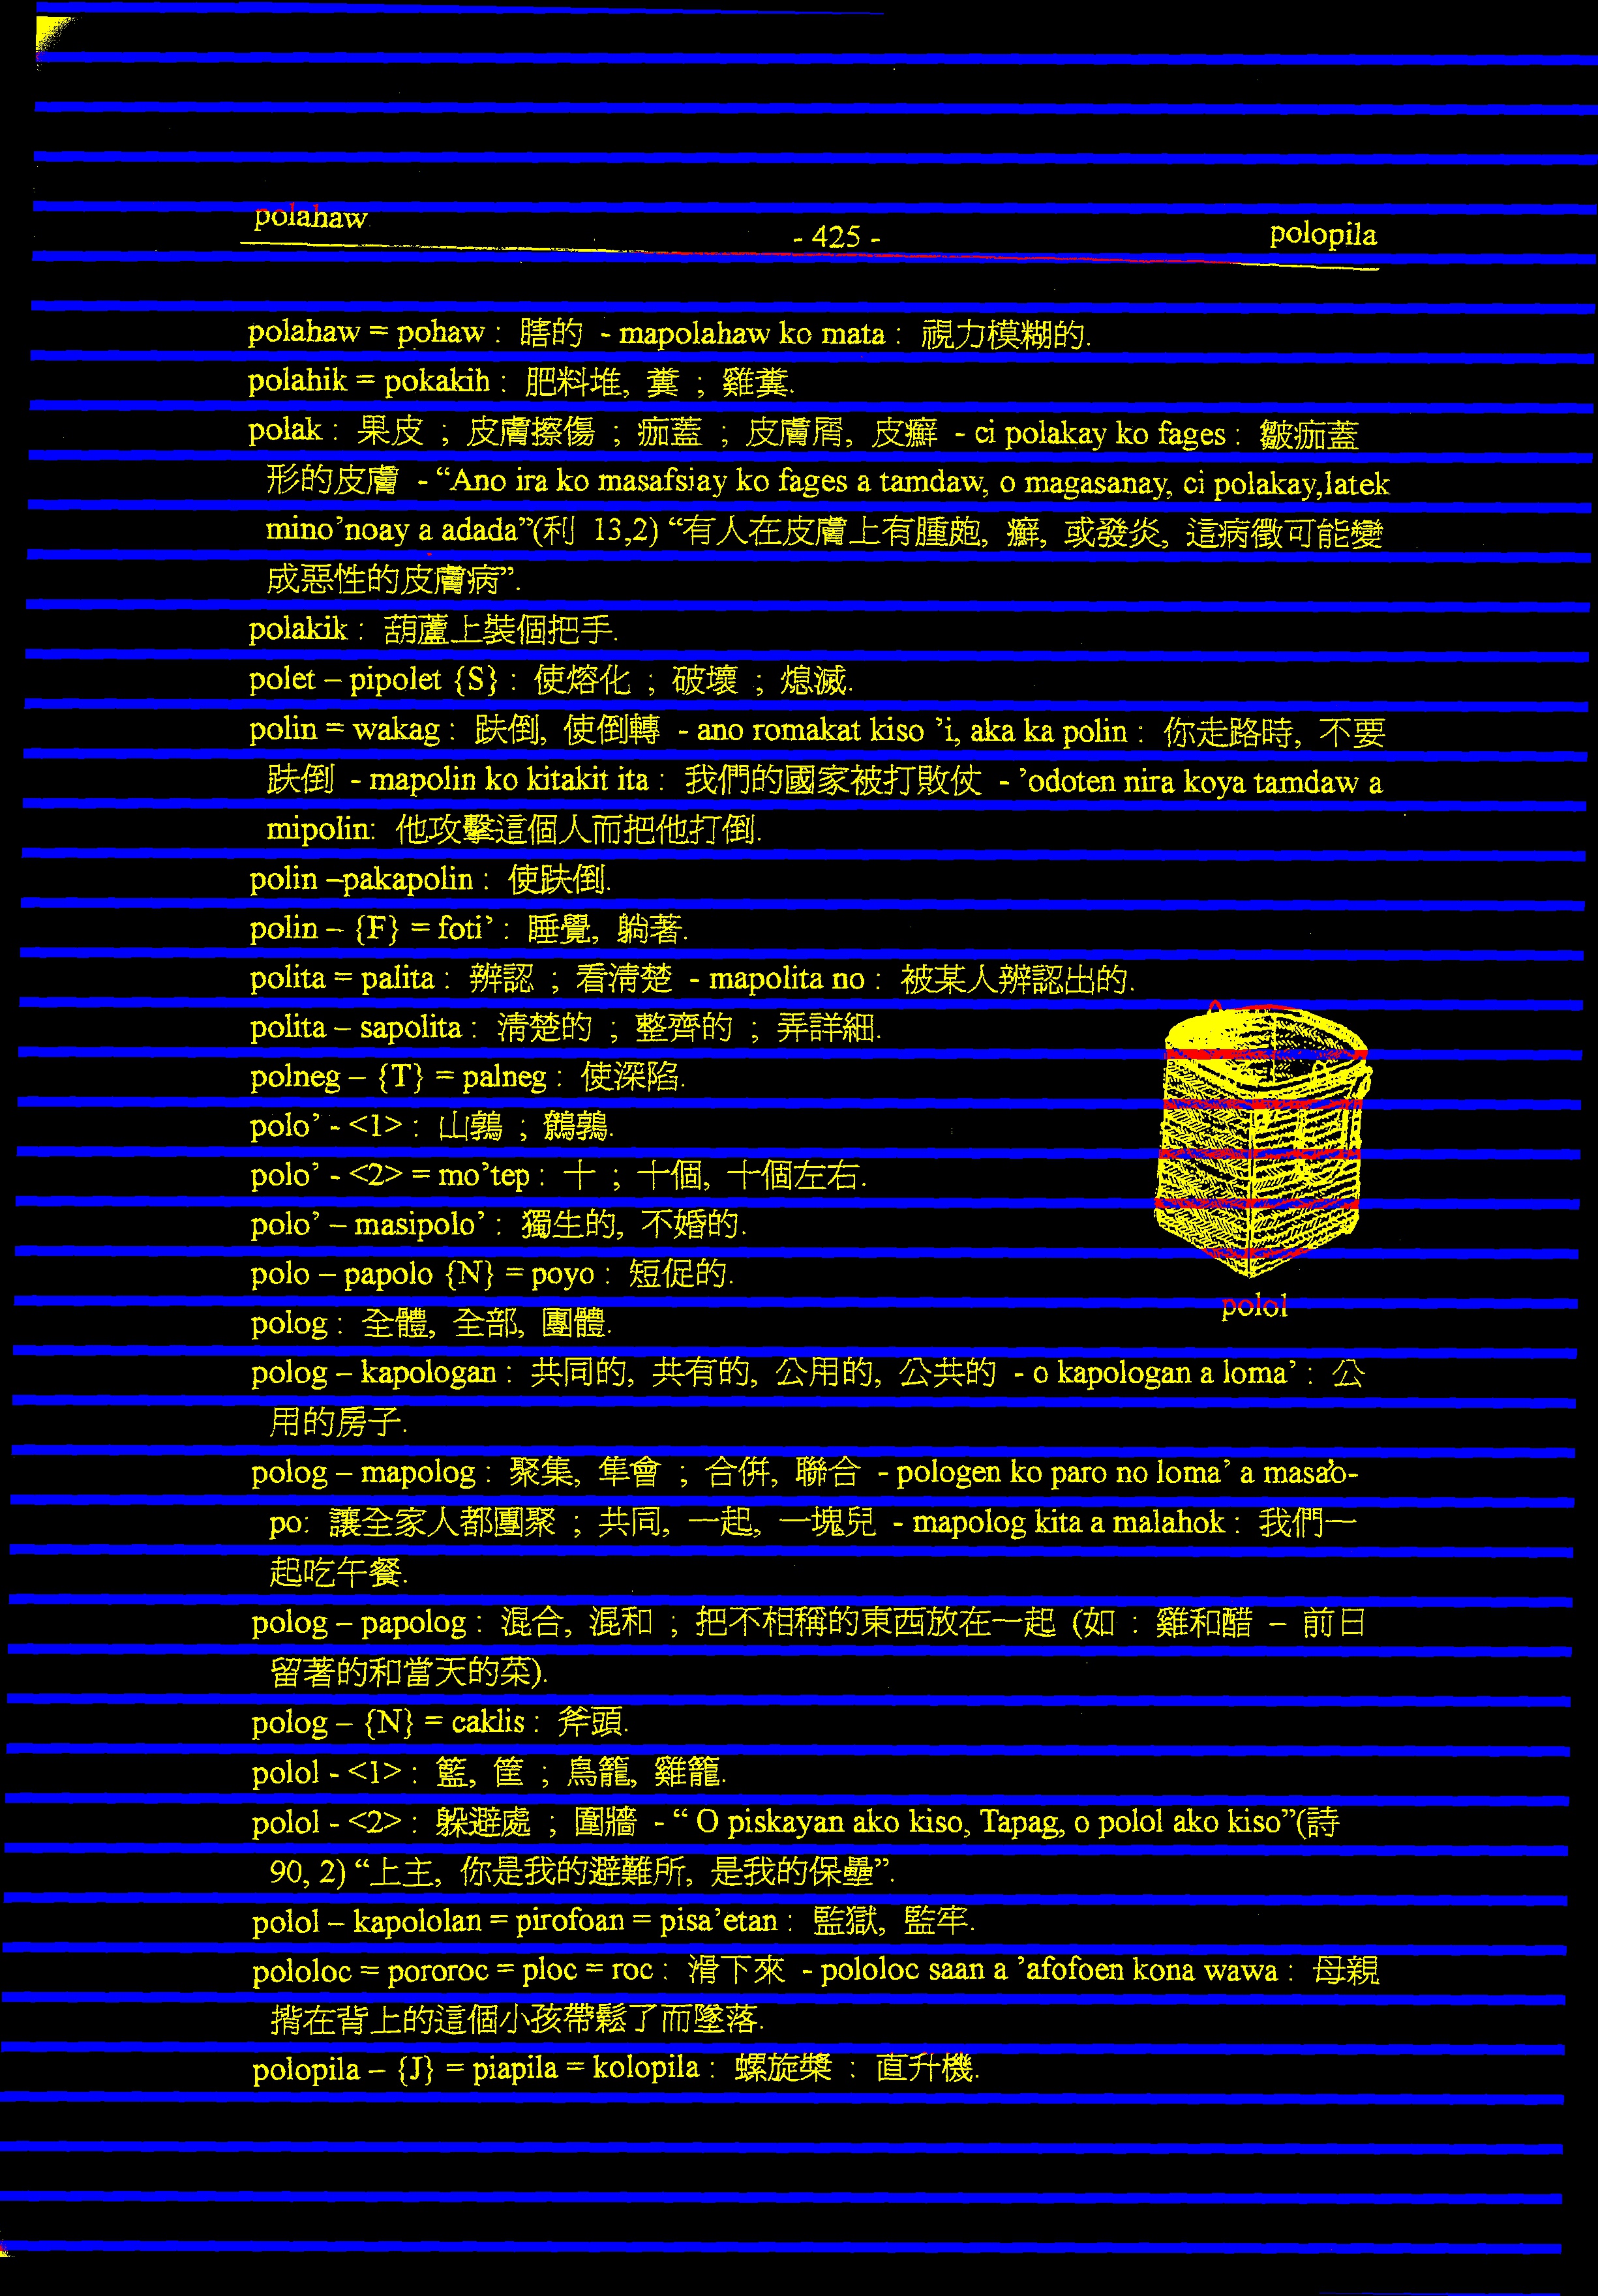 polahaw
- 425 -
polopila
polahaw = pohaw : 瞎的 - mapolahaw ko mata : 視力模糊的.
polahik = pokakih : 肥料堆, 糞 ; 雞糞.
polak : 果皮 ; 皮膚擦傷 ; 痂蓋 ; 皮膚屑, 皮癬 - ci polakay ko fages : 皺痂蓋
形的皮膚 - “Ano ira ko masafsiay ko fages a tamdaw, o magasanay, ci polakay,latek
mino’noay a adada”(利 13,2) “有人在皮膚上有腫皰, 癬, 或發炎, 這病徵可能變
成惡性的皮膚病”.
polakik : 葫蘆上裝個把手.
polet – pipolet {S} : 使熔化 ; 破壞 ; 熄滅.
polin = wakag : 跌倒, 使倒轉 - ano romakat kiso ’i, aka ka polin : 你走路時, 不要
跌倒 - mapolin ko kitakit ita : 我們的國家被打敗仗 - ’odoten nira koya tamdaw a
mipolin: 他攻擊這個人而把他打倒.
polin –pakapolin : 使跌倒.
polin – {F} = foti’ : 睡覺, 躺著.
polita = palita : 辨認 ; 看清楚 - mapolita no : 被某人辨認出的.
polita – sapolita : 清楚的 ; 整齊的 ; 弄詳細.
polneg – {T} = palneg : 使深陷.
polo’ - <1> : 山鶉 ; 鷓鶉.
polo’ - <2> = mo’tep : 十 ; 十個, 十個左右.
polo’ – masipolo’ : 獨生的, 不婚的.
polo – papolo {N} = poyo : 短促的.
polol
polog : 全體, 全部, 團體.
polog – kapologan : 共同的, 共有的, 公用的, 公共的 - o kapologan a loma’ : 公
用的房子.
polog – mapolog : 聚集, 隼會 ; 合併, 聯合 - pologen ko paro no loma’ a masa’o-
po: 讓全家人都團聚 ; 共同, 一起, 一塊兒 - mapolog kita a malahok : 我們一
起吃午餐.
polog – papolog : 混合, 混和 ; 把不相稱的東西放在一起 (如 : 雞和醋 – 前日
留著的和當天的菜).
polog – {N} = caklis : 斧頭.
polol - <1> : 籃, 筐 ; 鳥籠, 雞籠.
polol - <2> : 躲避處 ; 圍牆 - “ O piskayan ako kiso, Tapag, o polol ako kiso”(詩
90, 2) “上主, 你是我的避難所, 是我的保壘”.
polol – kapololan = pirofoan = pisa’etan : 監獄, 監牢.
pololoc = pororoc = ploc = roc : 滑下來 - pololoc saan a ’afofoen kona wawa : 母親
揹在背上的這個小孩帶鬆了而墜落.
polopila – {J} = piapila = kolopila : 螺旋槳 : 直升機.